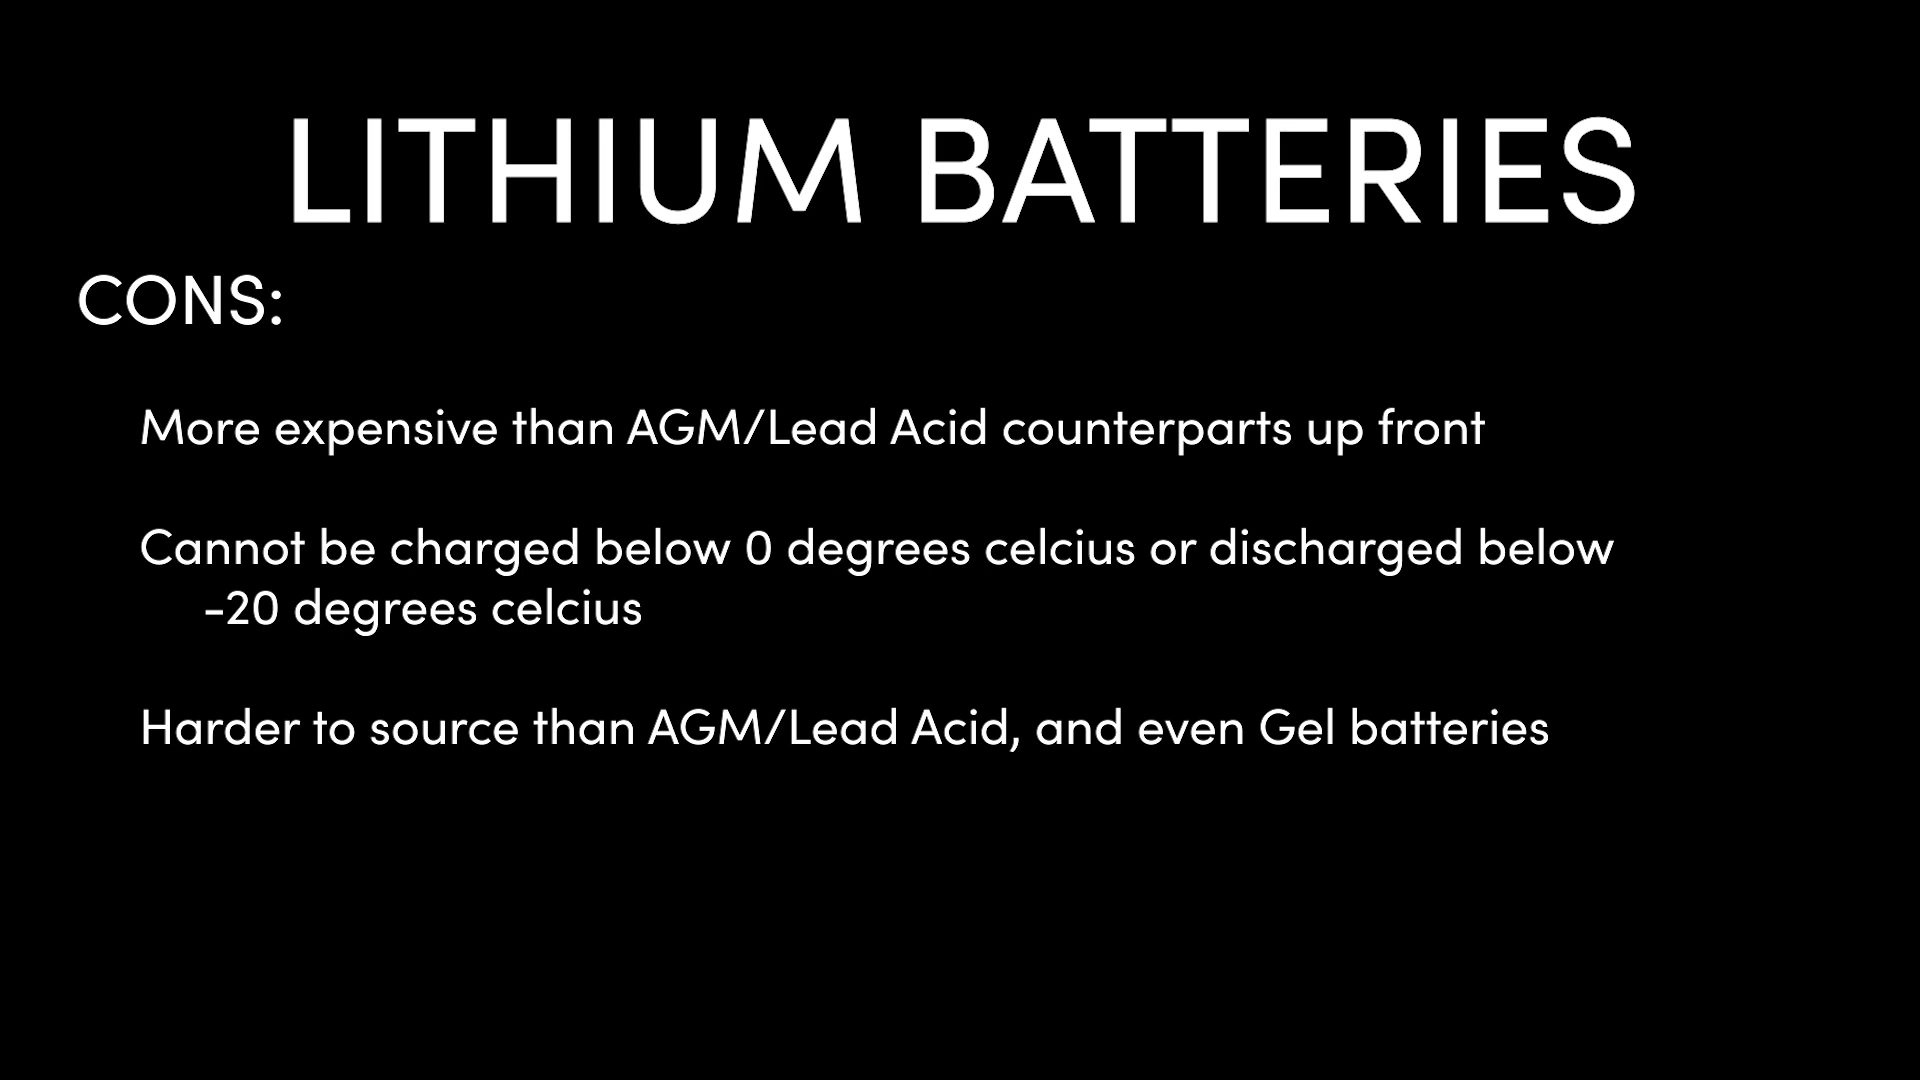 LITHIUM BATTERIES
CONS:
More expensive than AGM/Lead Acid counterparts up front
Cannot be charged below 0 degrees celcius or discharged below
-20 degrees celcius
Harder to source than AGM/Lead Acid, and even Gel batteries